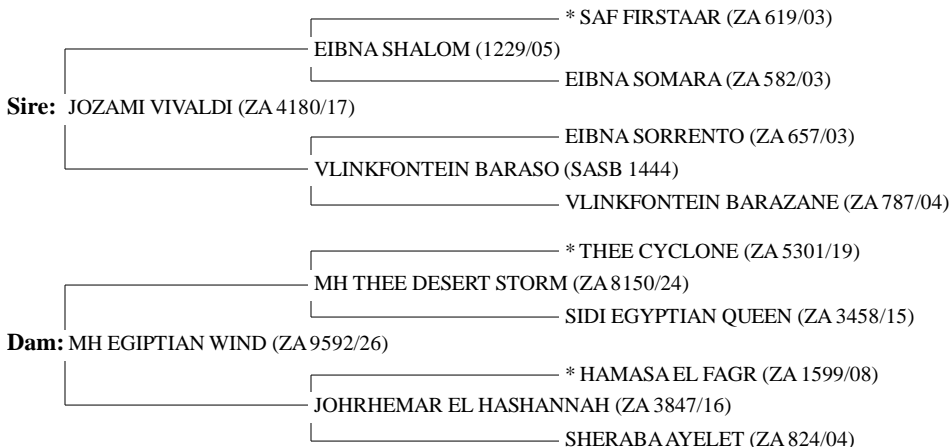 * SAF FIRSTAAR (ZA 619/03)
EIBNA SHALOM (1229/05)
EIBNA SOMARA (ZA 582/03)
Sire: JOZAMI VIVALDI (ZA 4180/17)
EIBNA SORRENTO (ZA 657/03)
VLINKFONTEIN BARASO (SASB 1444)
VLINKFONTEIN BARAZANE (ZA 787/04)
* THEE CYCLONE (ZA 5301/19)
MH THEE DESERT STORM (ZA 8150/24)
SIDI EGYPTIAN QUEEN (ZA 3458/15)
Dam: MH EGIPTIAN WIND (ZA 9592/26)
* HAMASA EL FAGR (ZA 1599/08)
JOHRHEMAR EL HASHANNAH (ZA 3847/16)
SHERABA AYELET (ZA 824/04)